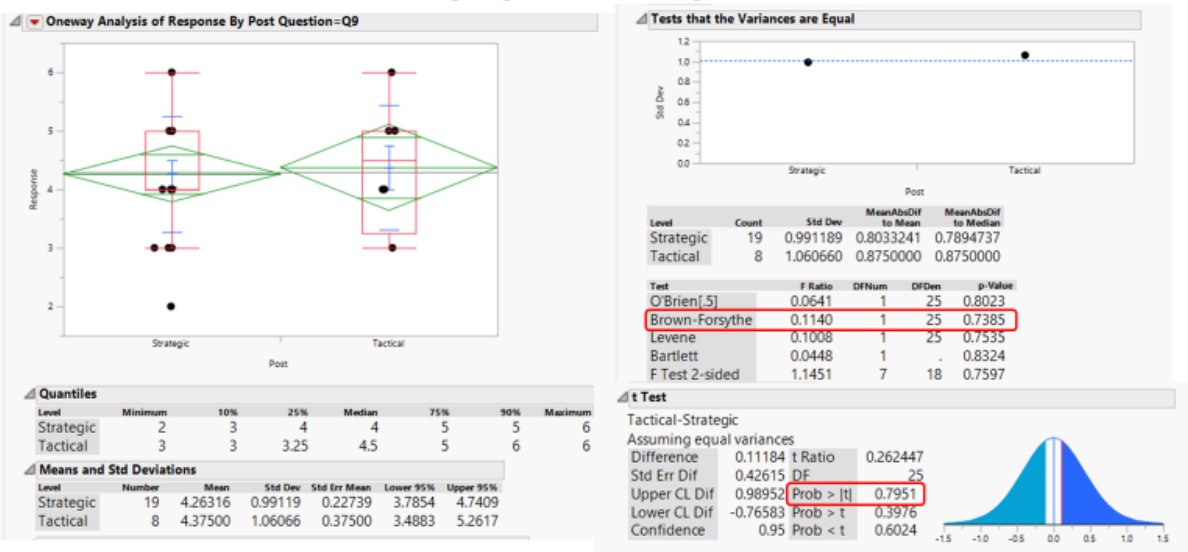 Oneway Analysis of Response By Post Question=Q9
6
5
4
3
2
Response
Strategic Tactical
Post
Quantiles
Level Minimum 10% 25% Median 75% 90% Maximum
Strategic 2 3 4 4 5 5 6
Tactical 3 3 3.25 4.5 5 6 6
Means and Std Deviations
Level Number Mean Std Dev Std Err Mean Lower 95% Upper 95%
Strategic 19 4.26316 0.99119 0.22739 3.7854 4.7409
Tactical 8 4.37500 1.06066 0.37500 3.4883 5.2617
Tests that the Variances are Equal
1.2
1.0
0.8
0.6
0.4
0.2
0.0
Std Dev
Strategic Tactical
Post
Level Count Std Dev MeanAbsDif to Mean MeanAbsDif to Median
Strategic 19 0.991189 0.8033241 0.7894737
Tactical 8 1.060660 0.8750000 0.8750000
Test F Ratio DFNum DFDen p-Value
O'Brien[.5] 0.0641 1 25 0.8023
Brown-Forsythe 0.1140 1 25 0.7385
Levene 0.1008 1 25 0.7535
Bartlett 0.0448 1 . 0.8324
F Test 2-sided 1.1451 7 18 0.7597
t Test
Tactical-Strategic
Assuming equal variances
Difference 0.11184 t Ratio 0.262447
Std Err Dif 0.42615 DF 25
Upper CL Dif 0.98952 Prob > |t| 0.7951
Lower CL Dif -0.76583 Prob > t 0.3976
Confidence 0.95 Prob < t 0.6024
-1.5 -1.0 -0.5 0.0 0.5 1.0 1.5